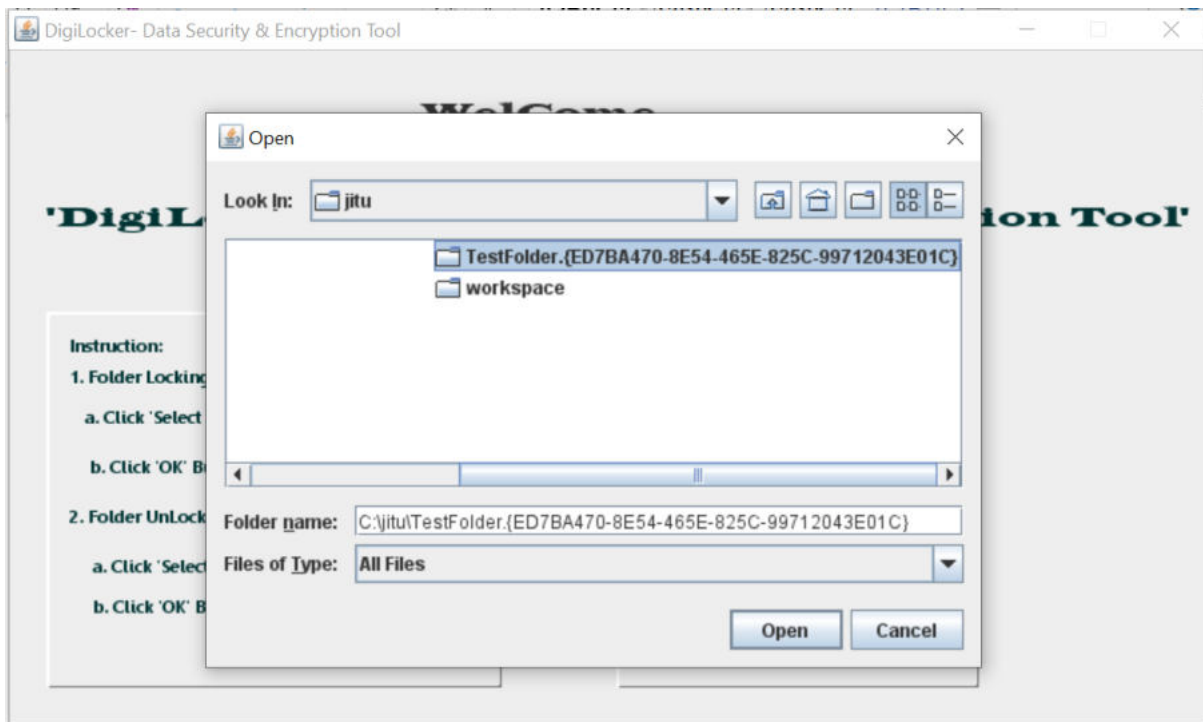 DigiLocker- Data Security & Encryption Tool
WelCome
Open
Look In: jitu
'DigiL
ion Tool'
TestFolder.{ED7BA470-8E54-465E-825C-99712043E01C}
workspace
Instruction:
1. Folder Locking
a. Click 'Select
b. Click 'OK' B
2. Folder UnLock
Folder name: C:\jitu\TestFolder.{ED7BA470-8E54-465E-825C-99712043E01C}
a. Click 'Selec
Files of Type: All Files
b. Click 'OK' B
Open Cancel